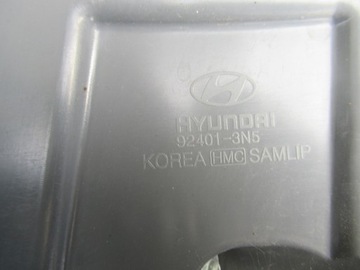 HYUNDAI
92401-3N5
KOREA HMC SAMLIP